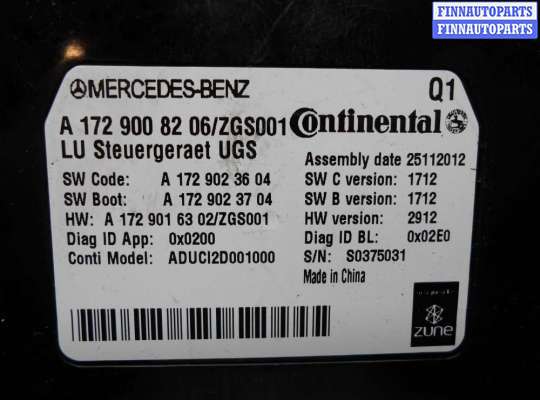 FINNAUTOPARTS
FINNAUTOPARTS
MERCEDES-BENZ
Q1
A 172 900 82 06/ZGS001
Continental
LU Steuergeraet UGS
Assembly date 25112012
SW Code: A 172 902 36 04
SW C version: 1712
SW Boot: A 172 902 37 04
SW B version: 1712
HW: A 172 901 63 02/ZGS001
HW version: 2912
Diag ID App: 0x0200
Diag ID BL: 0x02E0
Conti Model: ADUCI2D001000
S/N: S0375031
Made in China
zune